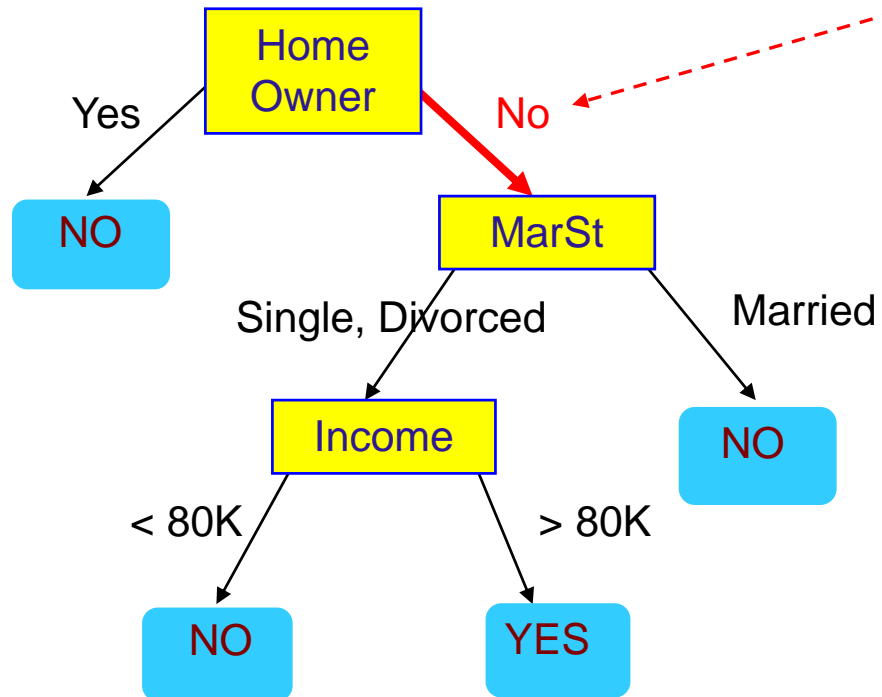 Home
Owner
Yes
No
NO
MarSt
Single, Divorced
Married
Income
NO
< 80K
> 80K
NO
YES